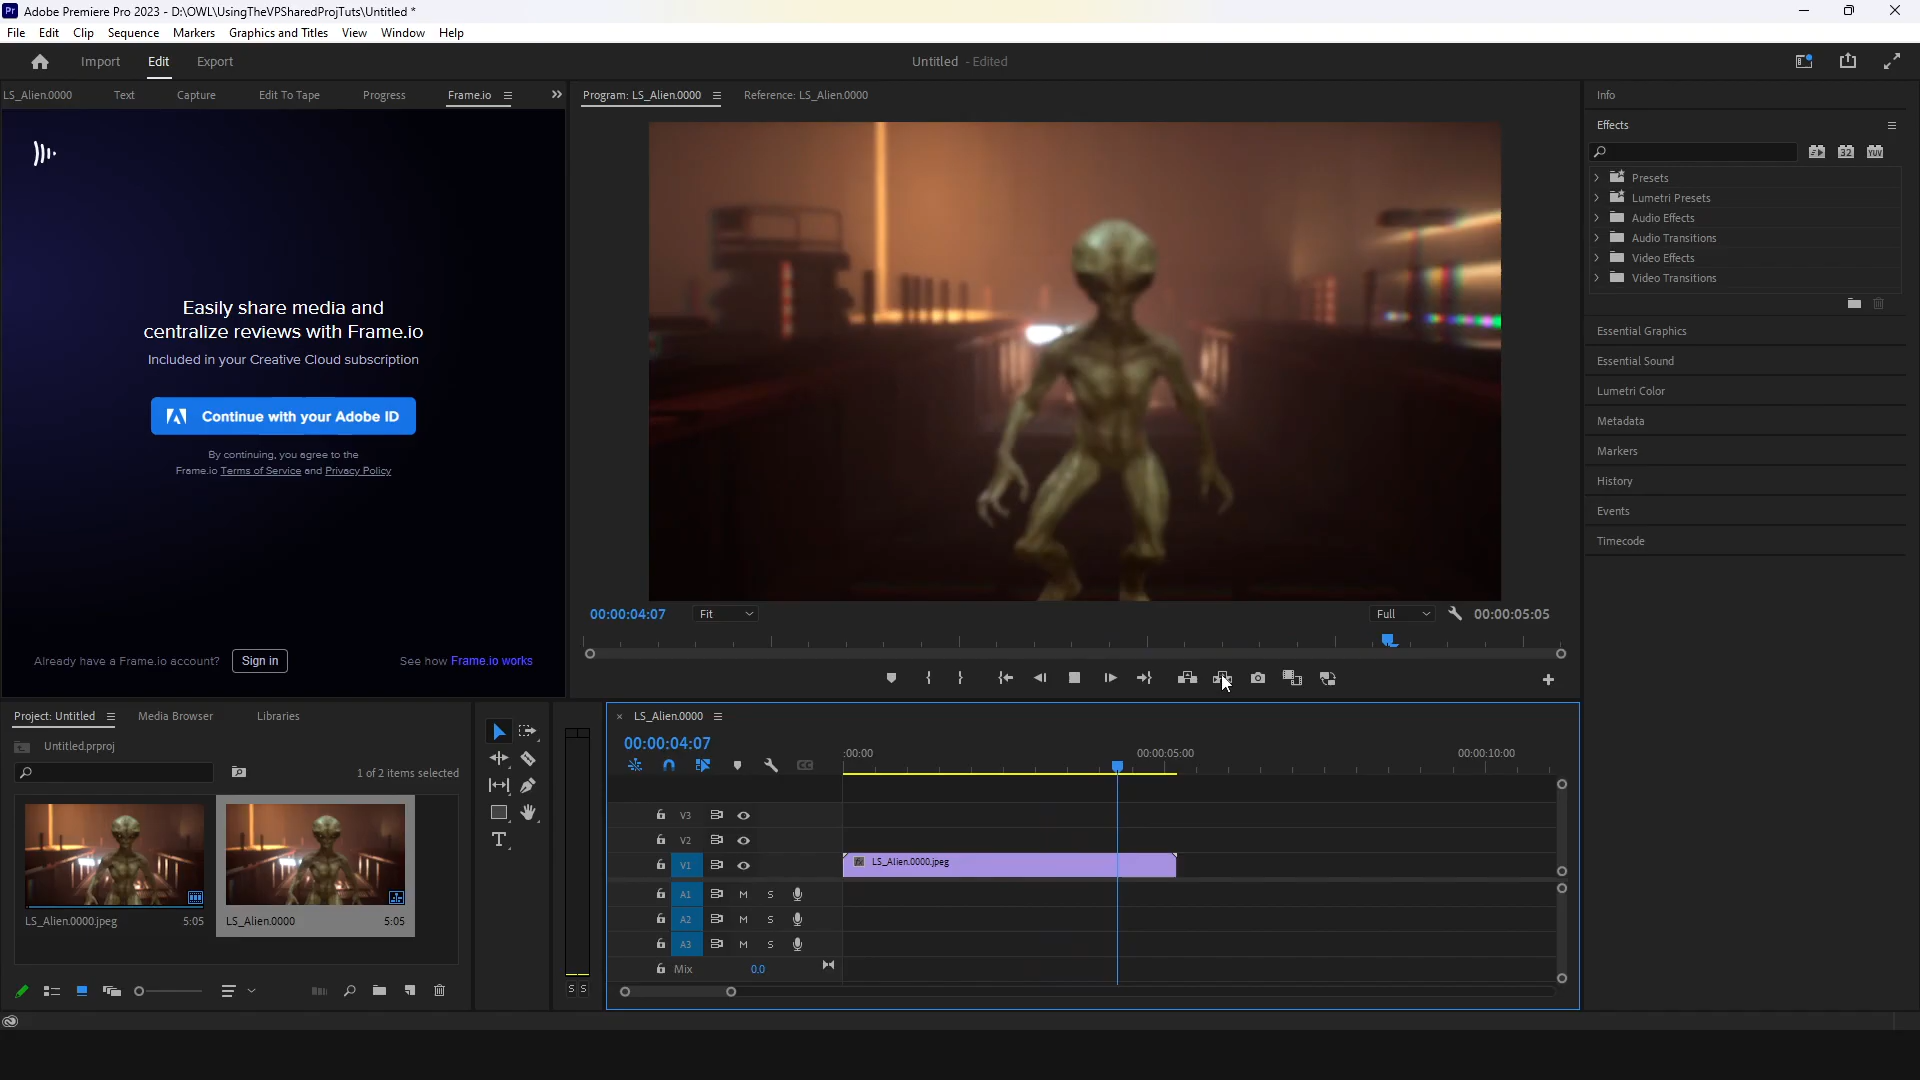 Pr Adobe Premiere Pro 2023 - D:\OWL\UsingTheVPSharedProjTuts\Untitled *
File Edit Clip Sequence Markers Graphics and Titles View Window Help
Import Edit Export Untitled - Edited
LS_Alien.0000 Text Capture Edit To Tape Progress Frame.io
Easily share media and
centralize reviews with Frame.io
Included in your Creative Cloud subscription
Continue with your Adobe ID
By continuing, you agree to the
Frame.io Terms of Service and Privacy Policy
Already have a Frame.io account? Sign in See how Frame.io works
Program: LS_Alien.0000 Reference: LS_Alien.0000
00:00:04:07 Fit Full 00:00:05:05
Info
Effects
32 YUV
Presets
Lumetri Presets
Audio Effects
Audio Transitions
Video Effects
Video Transitions
Essential Graphics
Essential Sound
Lumetri Color
Metadata
Markers
History
Events
Timecode
Project: Untitled Media Browser Libraries
Untitled.prproj
1 of 2 items selected
LS_Alien.0000.jpeg 5:05 LS_Alien.0000 5:05
T
S S
× LS_Alien.0000
00:00:04:07
:00:00 00:00:05:00 00:00:10:00
CC
V3
V2
V1 fx LS_Alien.0000.jpeg
A1 M S
A2 M S
A3 M S
Mix 0.0